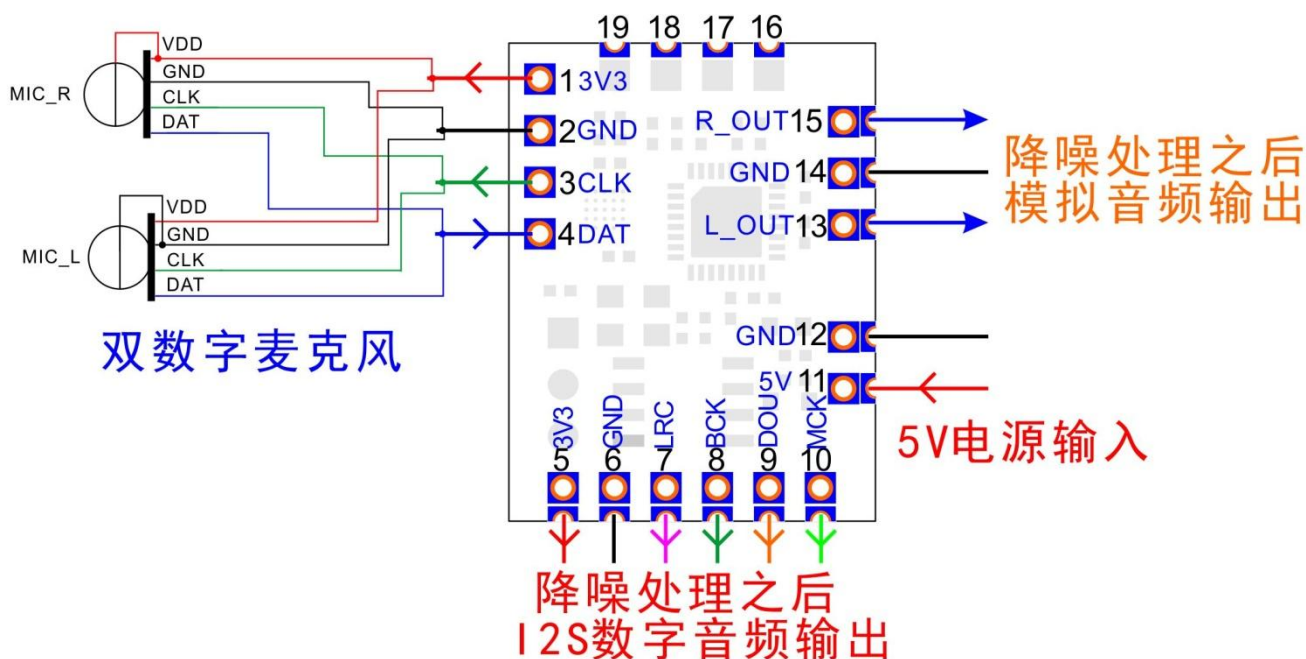 19 18 17 16
MIC_R
VDD
GND
CLK
DAT
MIC_L
VDD
GND
CLK
DAT
双数字麦克风
1 3V3
2 GND
3 CLK
4 DAT
R_OUT 15
GND 14
L_OUT 13
降噪处理之后
模拟音频输出
GND 12
5V 11
5V电源输入
3V3 GND LRC BCK DOU MCK
5 6 7 8 9 10
降噪处理之后
I2S数字音频输出